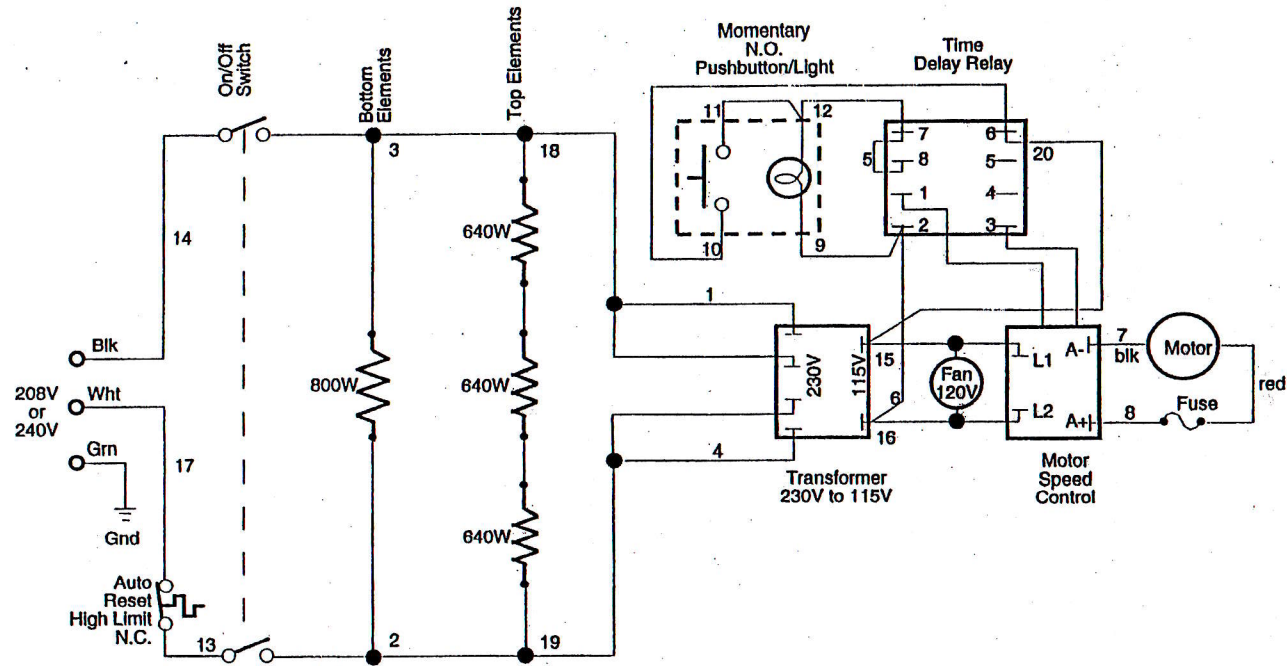 On/Off
Switch
Bottom
Elements
Top Elements
Momentary
N.O.
Pushbutton/Light
Time
Delay Relay
11
12
7
6
20
3
18
5
8
5
1
4
2
3
10
9
14
640W
1
Blk
15
7
blk
Motor
208V
or
240V
Wht
800W
640W
230V
115V
Fan
120V
L1
A-
red
6
L2
A+
8
Fuse
16
Grn
17
4
Transformer
230V to 115V
Motor
Speed
Control
Gnd
640W
Auto
Reset
High Limit
N.C.
13
2
19